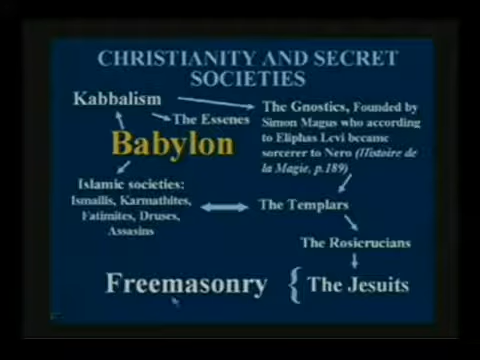 CHRISTIANITY AND SECRET
SOCIETIES
Kabbalism
The Essenes
The Gnostics, Founded by
Simon Magus who according
to Eliphas Levi became
sorcerer to Nero (Histoire de
la Magie, p.189)
Babylon
Islamic societies:
Ismailis, Karmathites,
Fatimites, Druses,
Assasins
The Templars
The Rosicrucians
Freemasonry { The Jesuits